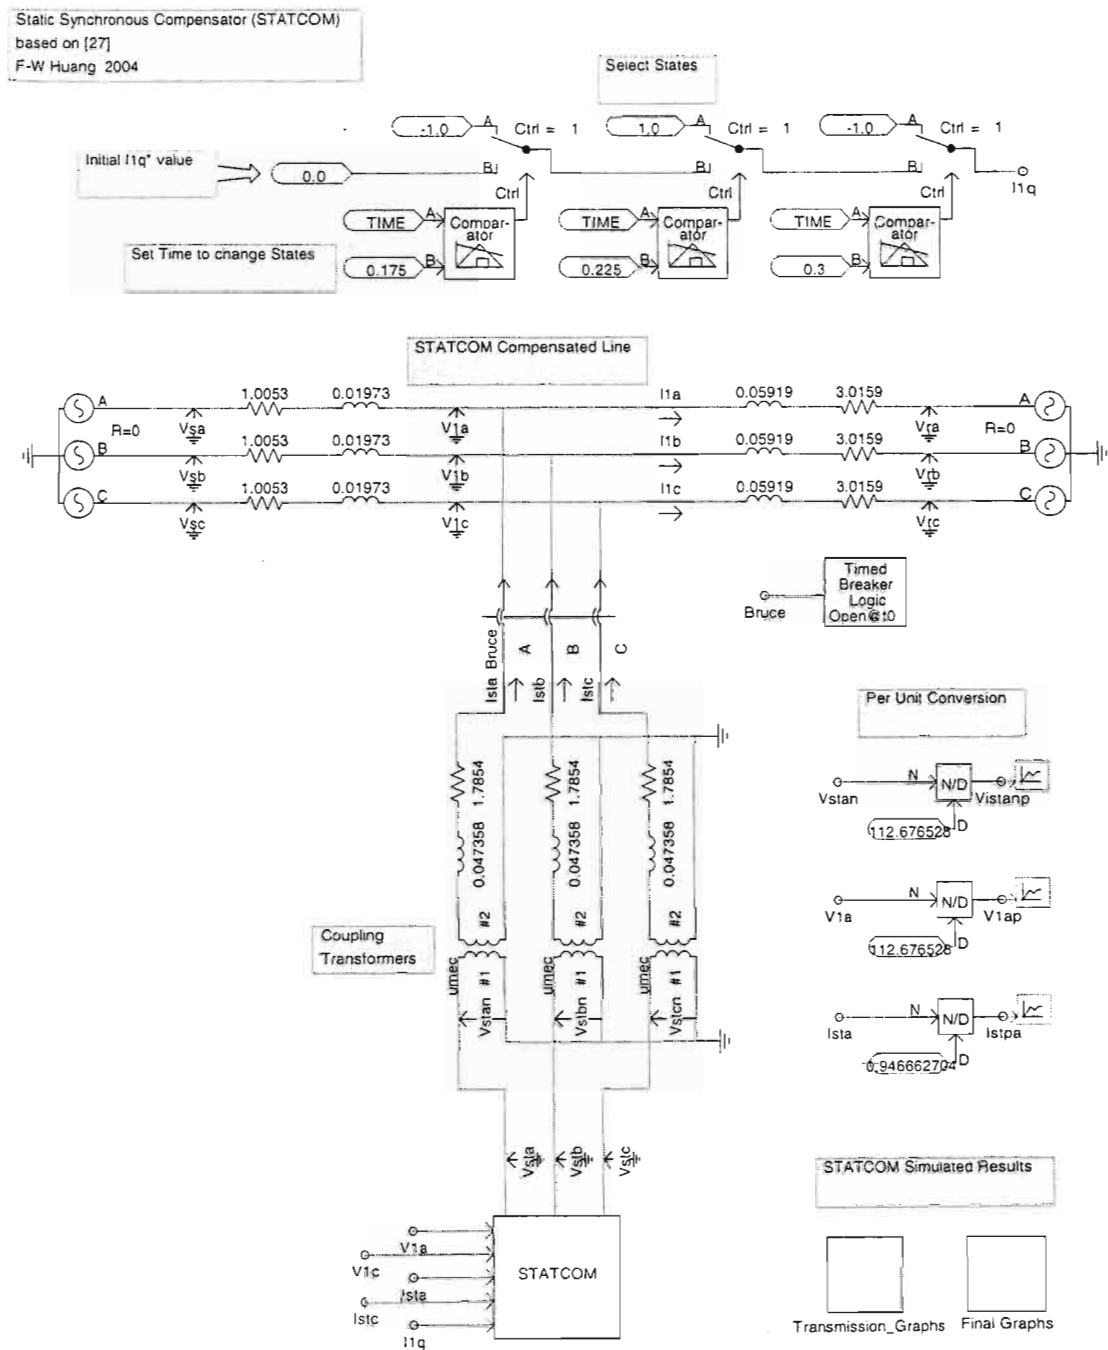 Static Synchronous Compensator (STATCOM)
based on [27]
F-W Huang 2004
Select States
-1.0 A Ctrl = 1
1.0 A Ctrl = 1
-1.0 A Ctrl = 1
Initial I1q* value
0.0 B
B
B
I1q
Ctrl
Ctrl
Ctrl
TIME A Compar-
ator
0.175 B
TIME A Compar-
ator
0.225 B
TIME A Compar-
ator
0.3 B
Set Time to change States
STATCOM Compensated Line
A 1.0053 0.01973 I1a 0.05919 3.0159 A
R=0 Vsa V1a Vra R=0
B 1.0053 0.01973 I1b 0.05919 3.0159 B
Vsb V1b Vrb
C 1.0053 0.01973 I1c 0.05919 3.0159 C
Vsc V1c Vrc
Timed
Breaker
Logic
Open@t0
Bruce
Bruce
A B C
Ista Istb Istc
Per Unit Conversion
1.7854 1.7854 1.7854
0.047358 0.047358 0.047358
Vstan N N/D Vistanp
112.676528 D
V1a N N/D V1ap
112.676528 D
Ista N N/D Istpa
0.946662704 D
Coupling
Transformers
#2 #2 #2
umec #1 umec #1 umec #1
Vstan Vstbn Vstcn
Vsta Vstb Vstc
STATCOM Simulated Results
V1a
V1c
Ista
Istc
I1q
STATCOM
Transmission_Graphs
Final Graphs